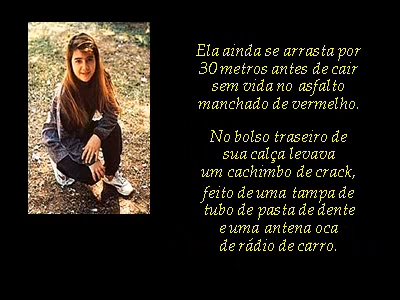 Ela ainda se arrasta por
30 metros antes de cair
sem vida no asfalto
manchado de vermelho.
No bolso traseiro de
sua calça levava
um cachimbo de crack,
feito de uma tampa de
tubo de pasta de dente
e uma antena oca
de rádio de carro.